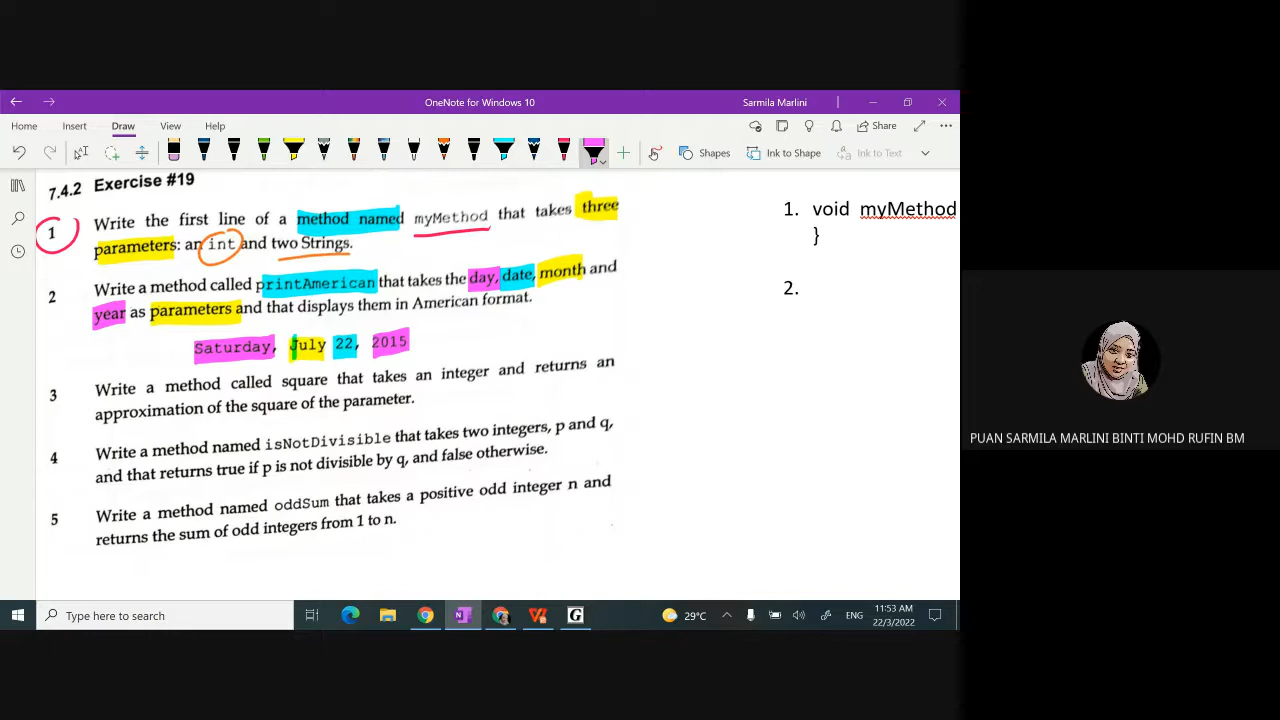 OneNote for Windows 10
Sarmila Marlini
Home Insert Draw View Help
Share
Shapes
Ink to Shape
Ink to Text
7.4.2 Exercise #19
1 Write the first line of a method named myMethod that takes three
parameters: an int and two Strings.
2 Write a method called printAmerican that takes the day, date, month and
year as parameters and that displays them in American format.
Saturday, July 22, 2015
3 Write a method called square that takes an integer and returns an
approximation of the square of the parameter.
4 Write a method named isNotDivisible that takes two integers, p and q,
and that returns true if p is not divisible by q, and false otherwise.
5 Write a method named oddSum that takes a positive odd integer n and
returns the sum of odd integers from 1 to n.
1. void myMethod
}
2.
PUAN SARMILA MARLINI BINTI MOHD RUFIN BM
Type here to search
29°C
ENG
11:53 AM
22/3/2022